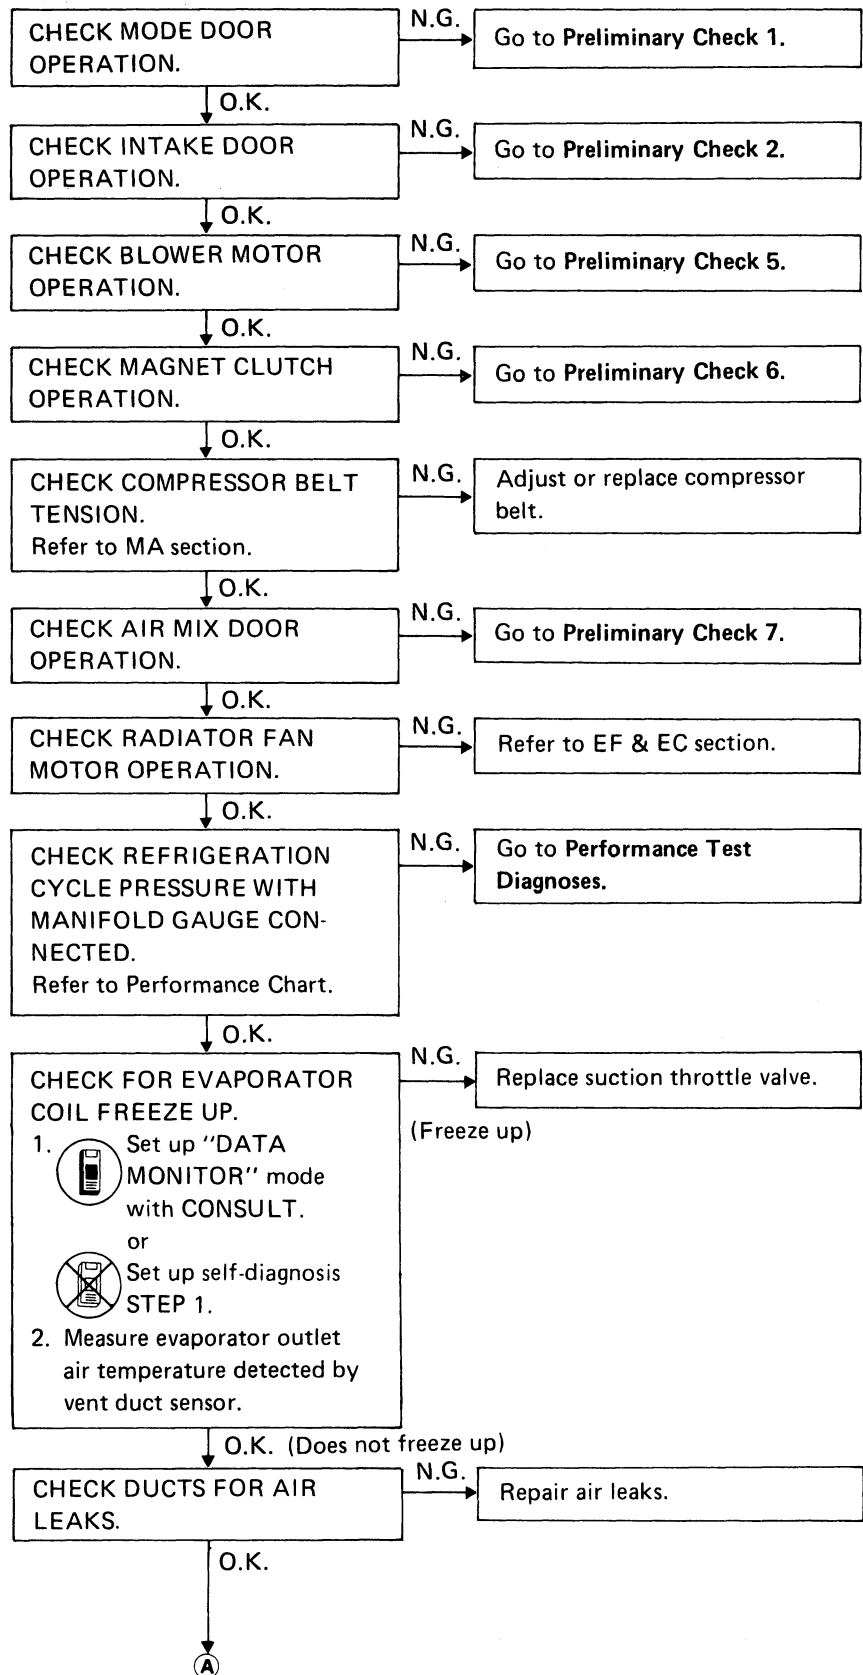 CHECK MODE DOOR
OPERATION.
N.G.
Go to Preliminary Check 1.
O.K.
CHECK INTAKE DOOR
OPERATION.
N.G.
Go to Preliminary Check 2.
O.K.
CHECK BLOWER MOTOR
OPERATION.
N.G.
Go to Preliminary Check 5.
O.K.
CHECK MAGNET CLUTCH
OPERATION.
N.G.
Go to Preliminary Check 6.
O.K.
CHECK COMPRESSOR BELT
TENSION.
Refer to MA section.
N.G.
Adjust or replace compressor
belt.
O.K.
CHECK AIR MIX DOOR
OPERATION.
N.G.
Go to Preliminary Check 7.
O.K.
CHECK RADIATOR FAN
MOTOR OPERATION.
N.G.
Refer to EF & EC section.
O.K.
CHECK REFRIGERATION
CYCLE PRESSURE WITH
MANIFOLD GAUGE CON-
NECTED.
Refer to Performance Chart.
N.G.
Go to Performance Test
Diagnoses.
O.K.
CHECK FOR EVAPORATOR
COIL FREEZE UP.
1. Set up "DATA
MONITOR" mode
with CONSULT.
or
Set up self-diagnosis
STEP 1.
2. Measure evaporator outlet
air temperature detected by
vent duct sensor.
N.G.
(Freeze up)
Replace suction throttle valve.
O.K. (Does not freeze up)
CHECK DUCTS FOR AIR
LEAKS.
N.G.
Repair air leaks.
O.K.
A